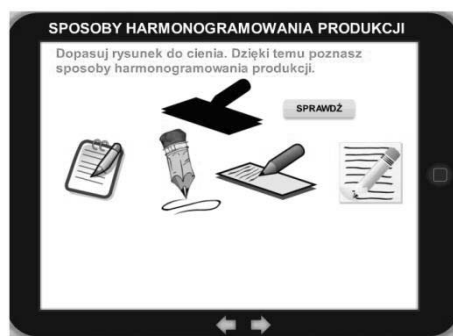 SPOSOBY HARMONOGRAMOWANIA PRODUKCJI
Dopasuj rysunek do cienia. Dzięki temu poznasz
sposoby harmonogramowania produkcji.
SPRAWDŹ